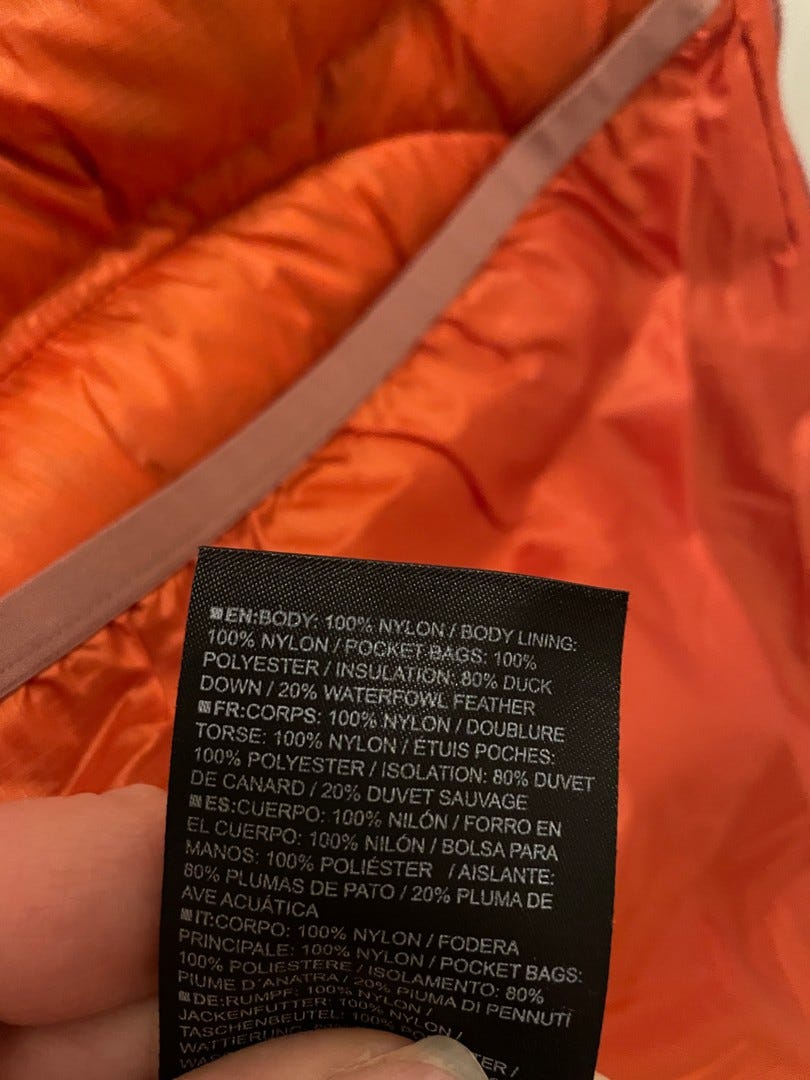 EN:BODY: 100% NYLON / BODY LINING:
100% NYLON / POCKET BAGS: 100%
POLYESTER / INSULATION: 80% DUCK
DOWN / 20% WATERFOWL FEATHER
FR:CORPS: 100% NYLON / DOUBLURE
TORSE: 100% NYLON / ÉTUIS POCHES:
100% POLYESTER / ISOLATION: 80% DUVET
DE CANARD / 20% DUVET SAUVAGE
ES:CUERPO: 100% NILÓN / FORRO EN
EL CUERPO: 100% NILÓN / BOLSA PARA
MANOS: 100% POLIÉSTER / AISLANTE:
80% PLUMAS DE PATO / 20% PLUMA DE
AVE ACUÁTICA
IT:CORPO: 100% NYLON / FODERA
PRINCIPALE: 100% NYLON / POCKET BAGS:
100% POLIESTERE / ISOLAMENTO: 80%
PIUME D'ANATRA / 20% PIUMA DI PENNUTI
DE:RUMPF: 100% NYLON /
JACKENFUTTER: 100% NYLON /
TASCHENBEUTEL: 100%
WATTIERUNG